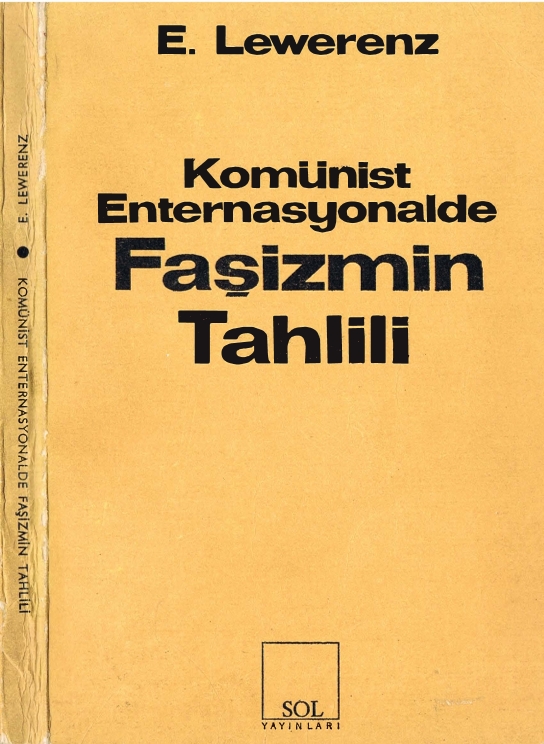 E. Lewerenz
Komünist
Enternasyonalde
Faşizmin
Tahlili
SOL
YAYINLARI
E. LEWERENZ ● KOMÜNİST ENTERNASYONALDE FAŞİZMİN TAHLİLİ